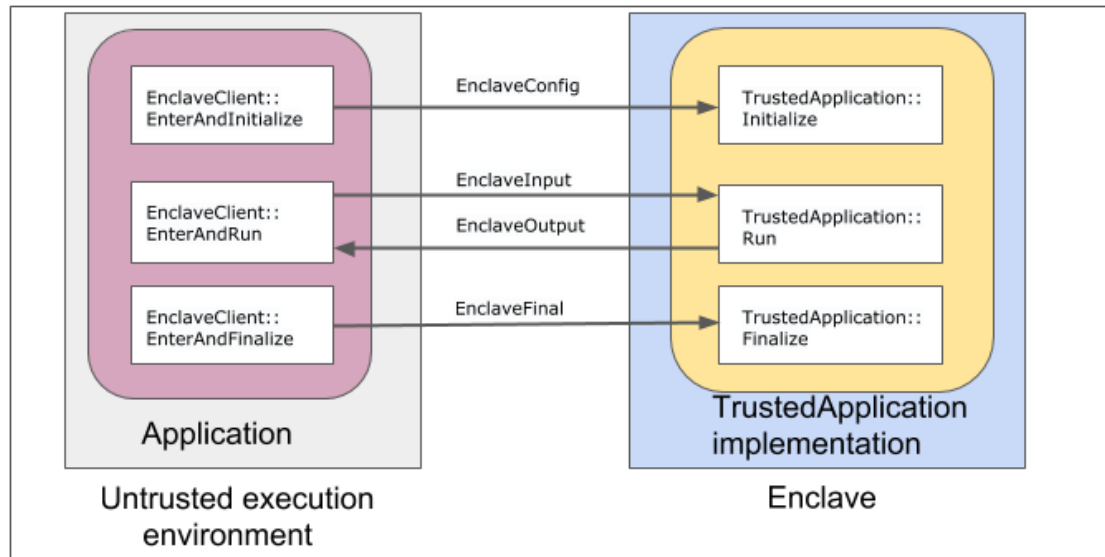 EnclaveClient::
EnterAndInitialize
EnclaveConfig
TrustedApplication::
Initialize
EnclaveClient::
EnterAndRun
EnclaveInput
EnclaveOutput
TrustedApplication::
Run
EnclaveClient::
EnterAndFinalize
EnclaveFinal
TrustedApplication::
Finalize
Application
TrustedApplication
implementation
Untrusted execution
environment
Enclave